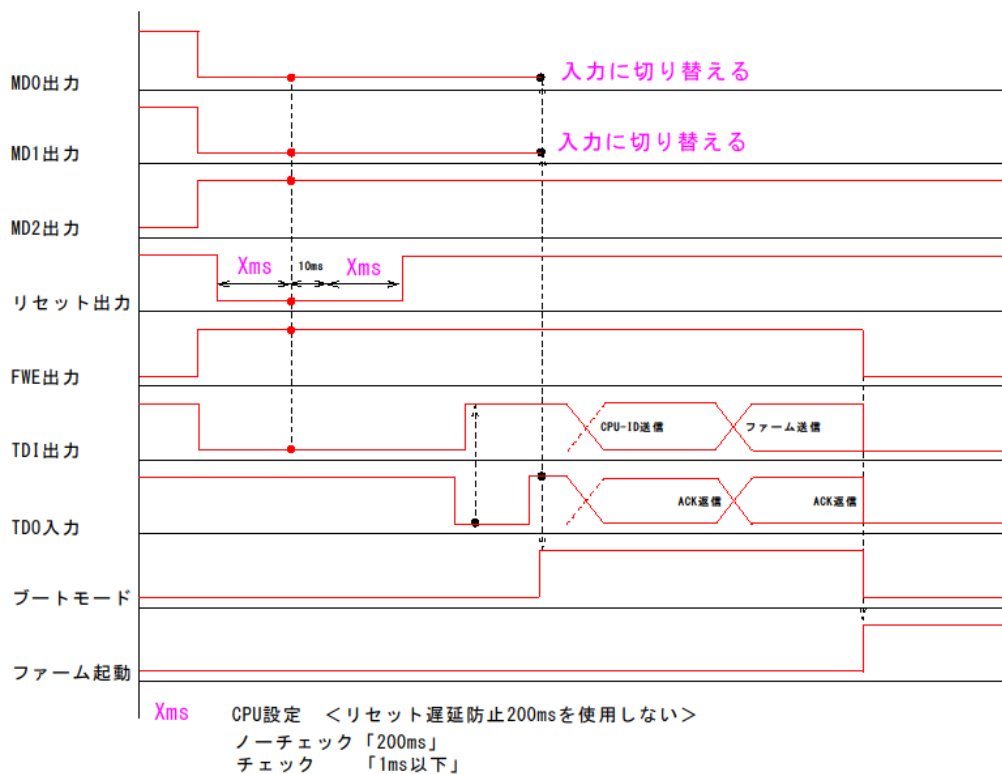 MD0出力
入力に切り替える
MD1出力
入力に切り替える
MD2出力
Xms
10ms
Xms
リセット出力
FWE出力
TDI出力
CPU-ID送信
ファーム送信
TDO入力
ACK返信
ACK返信
ブートモード
ファーム起動
Xms CPU設定 <リセット遅延防止200msを使用しない>
ノーチェック「200ms」
チェック 「1ms以下」